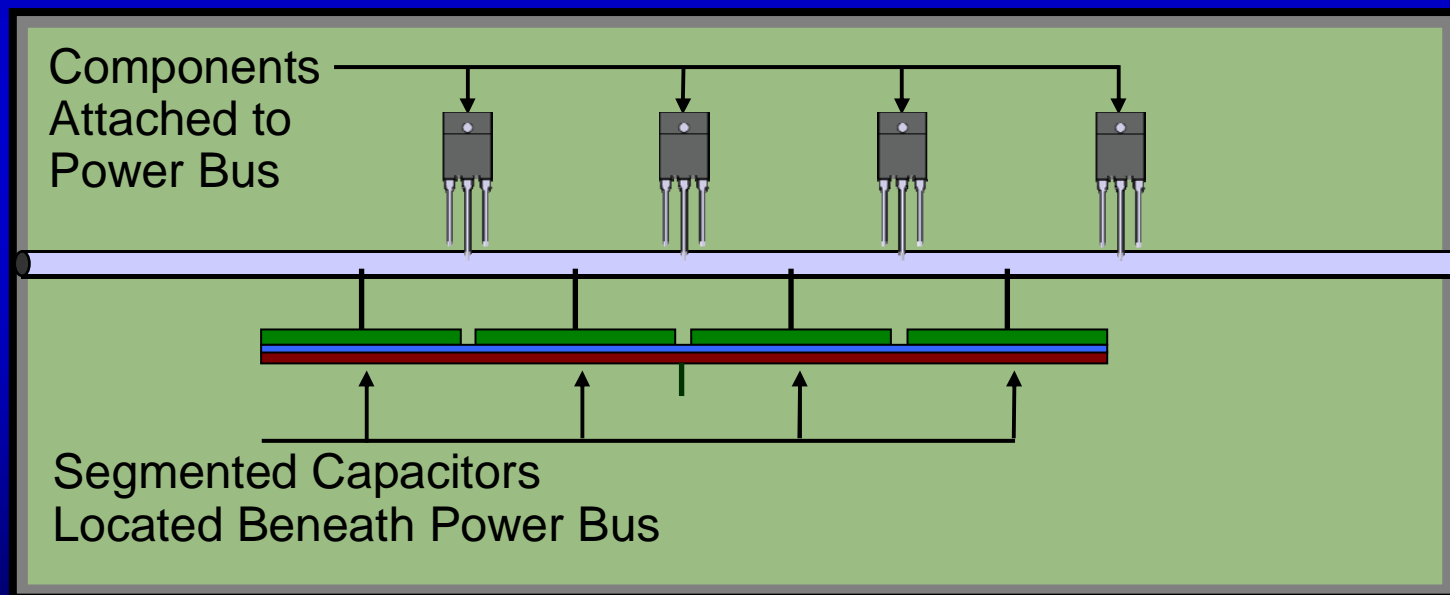 Components
Attached to
Power Bus
Segmented Capacitors
Located Beneath Power Bus